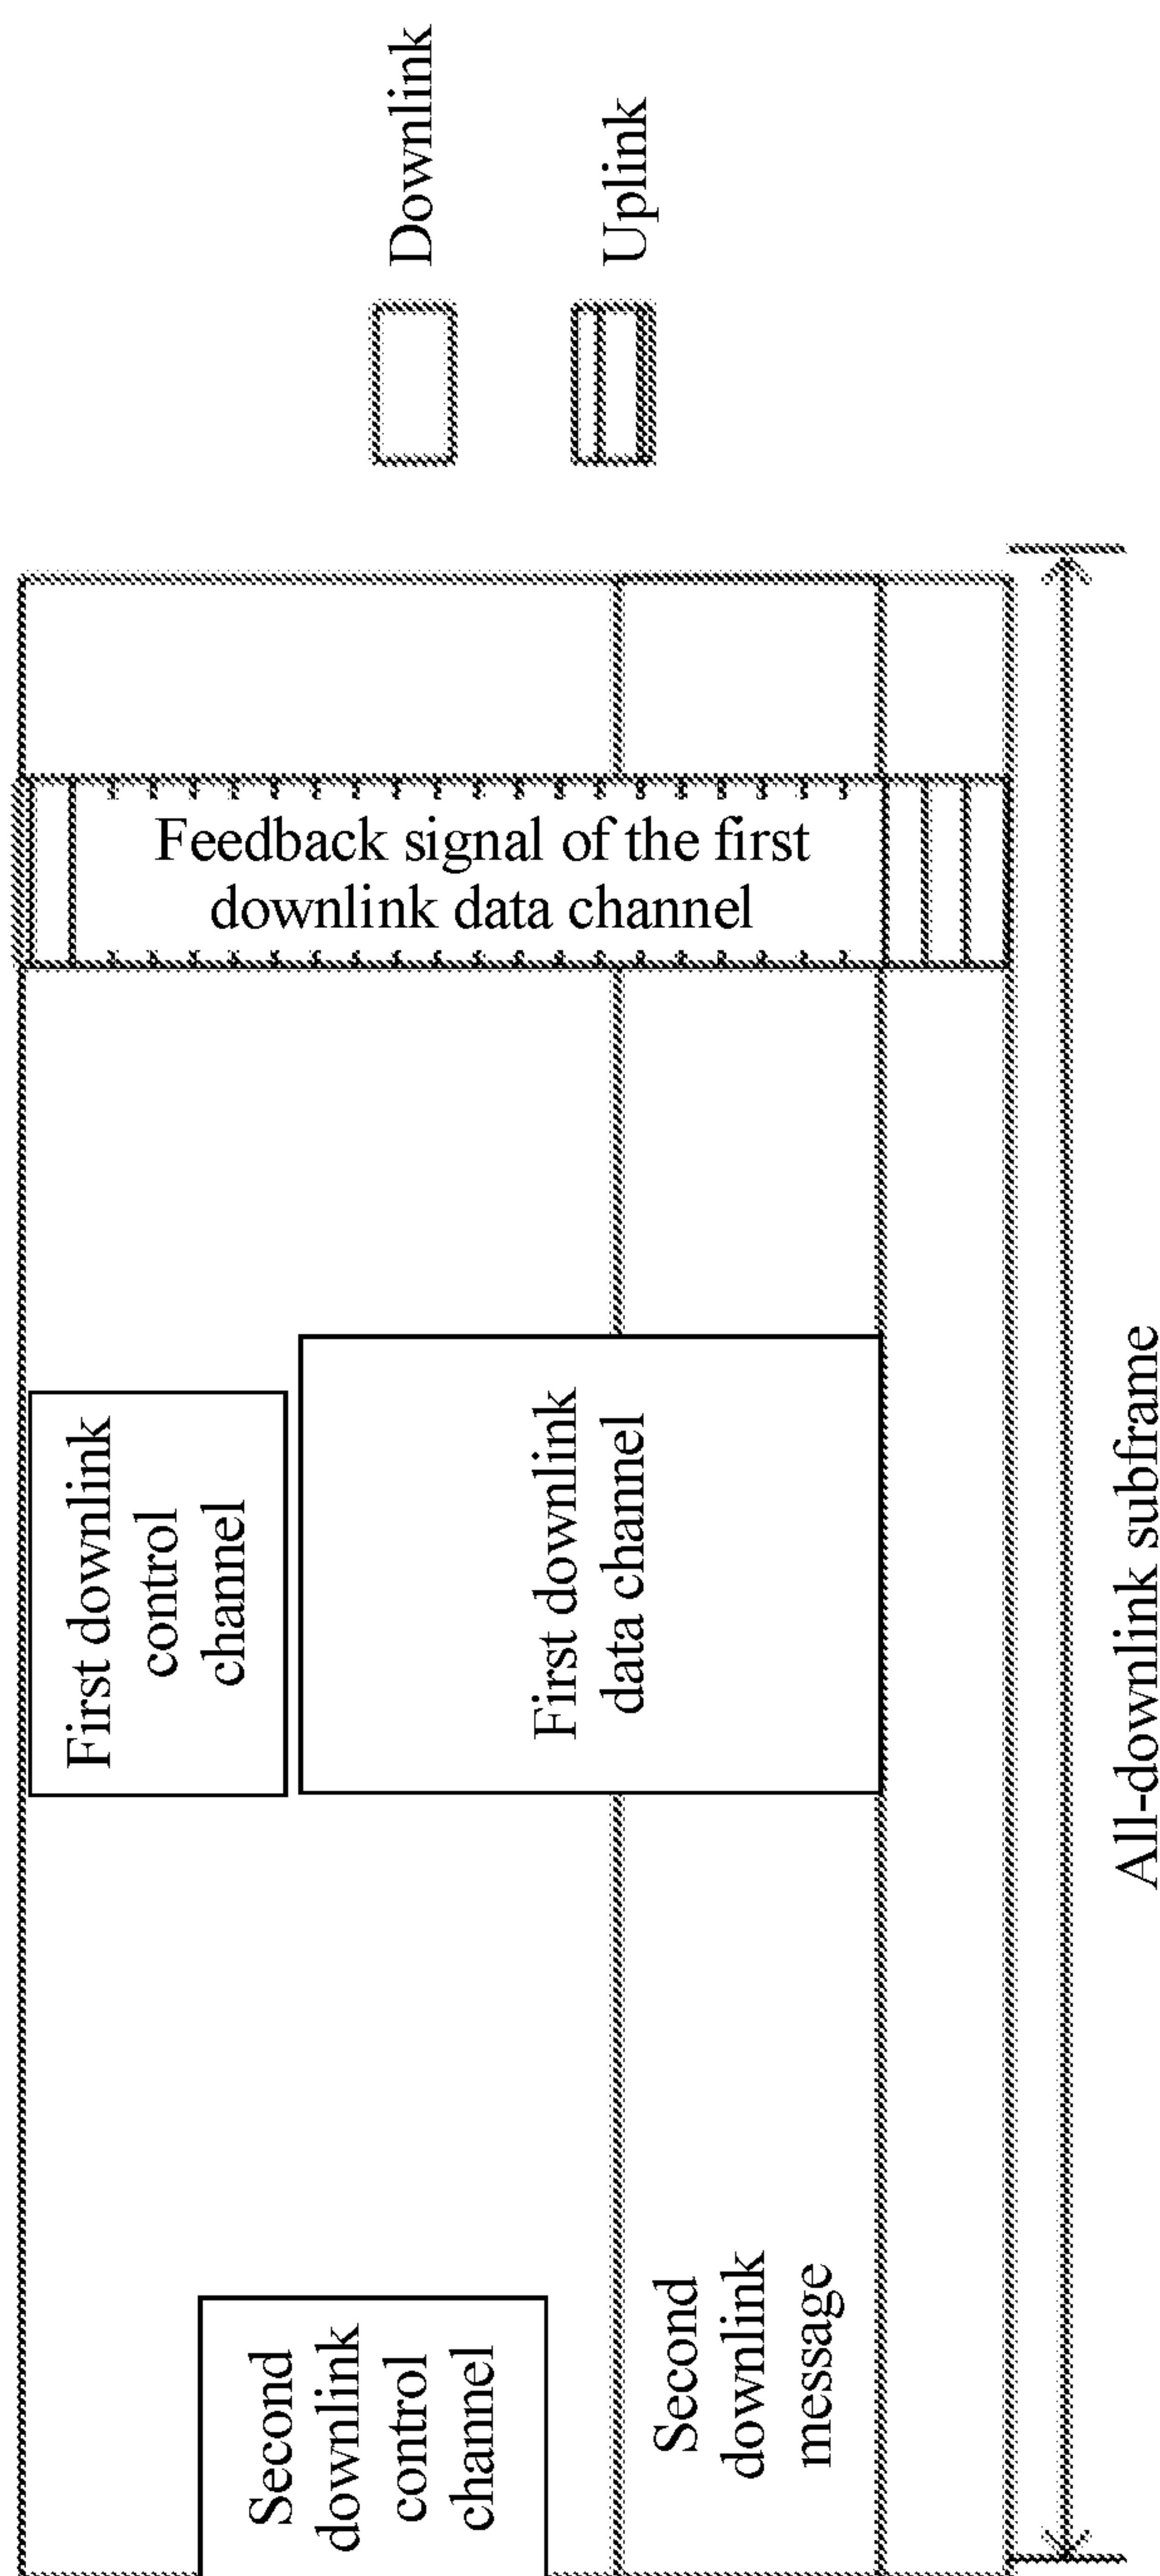 Second
downlink
control
channel
Second
downlink
message
First downlink
control
channel
First downlink
data channel
Feedback signal of the first
downlink data channel
Downlink
Uplink
All-downlink subframe